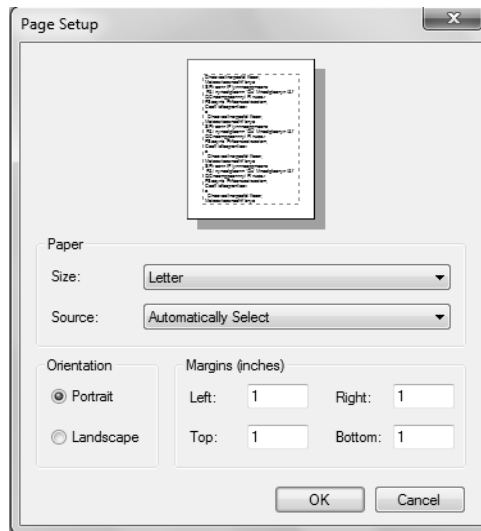 Page Setup
Paper
Size: Letter
Source: Automatically Select
Orientation
Portrait
Landscape
Margins (inches)
Left: 1 Right: 1
Top: 1 Bottom: 1
OK Cancel